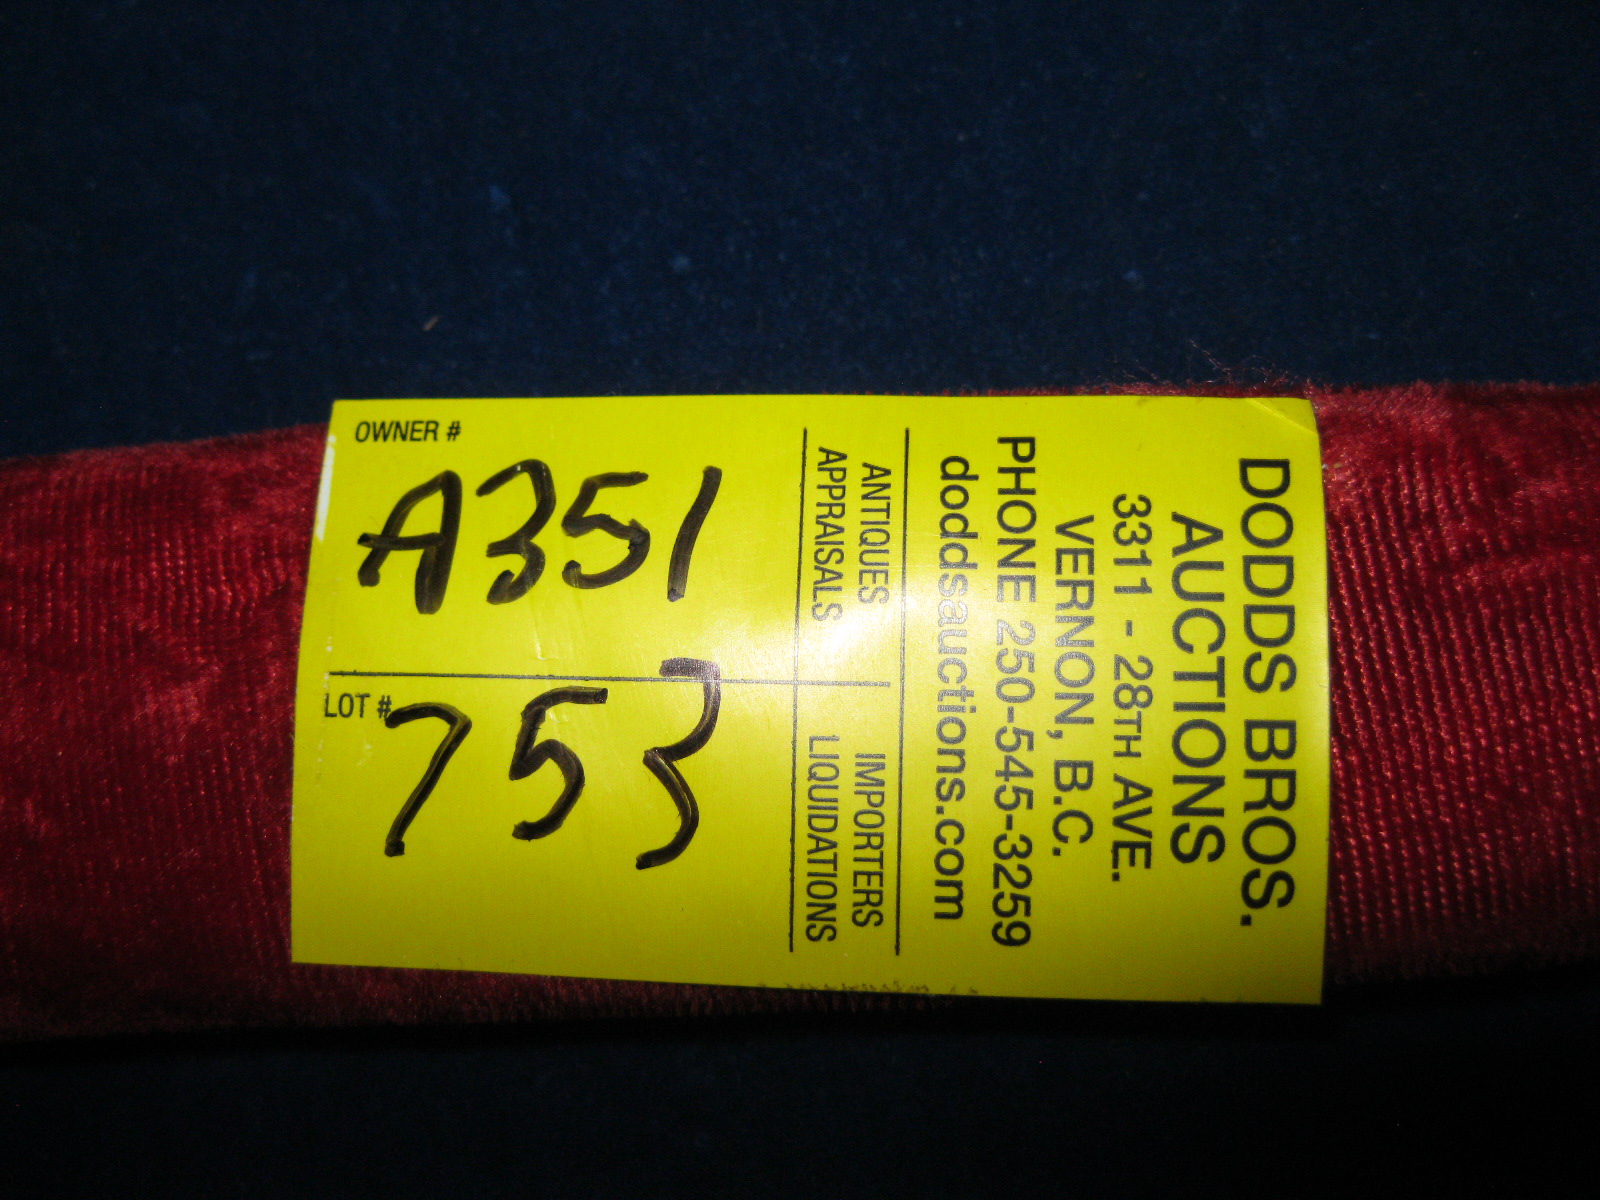 DODDS BROS.
AUCTIONS
3311 - 28TH AVE.
VERNON, B.C.
PHONE 250-545-3259
doddsauctions.com
ANTIQUES
APPRAISALS
IMPORTERS
LIQUIDATIONS
OWNER #
A351
LOT #
753